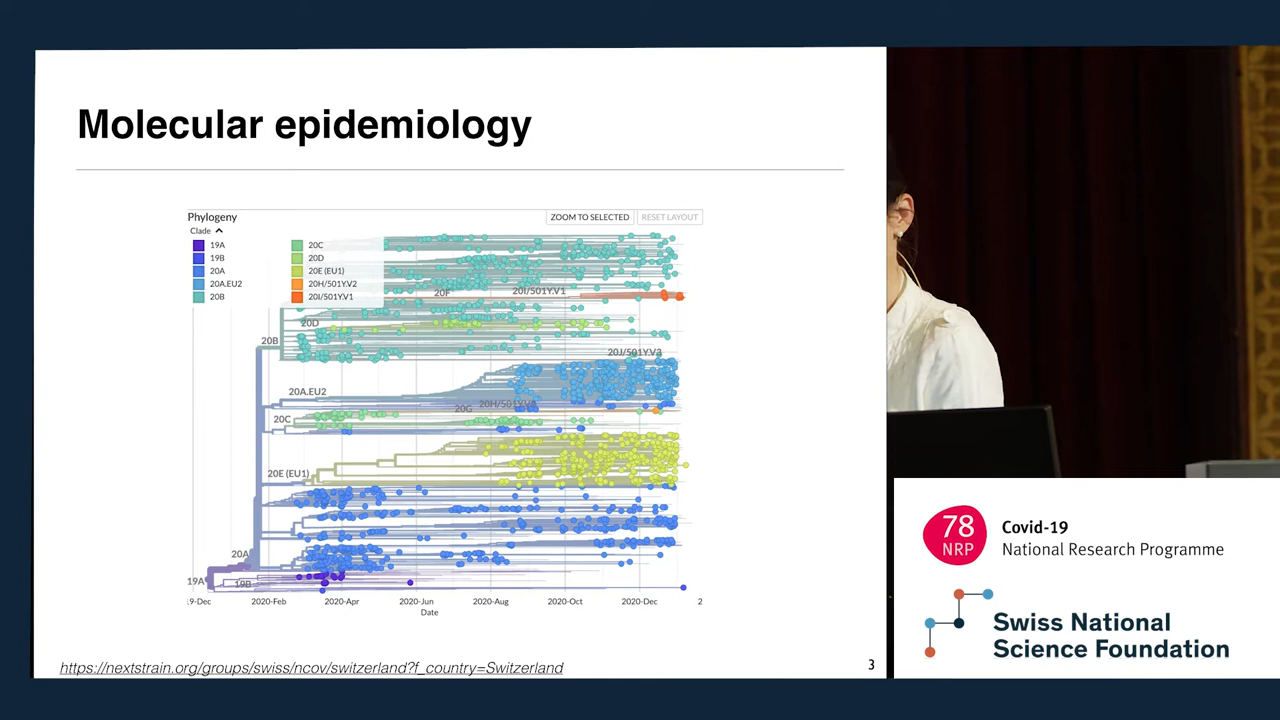 Molecular epidemiology
Phylogeny
ZOOM TO SELECTED
RESET LAYOUT
Clade
19A
19B
20A
20A.EU2
20B
20C
20D
20E (EU1)
20H/501Y.V2
20I/501Y.V1
20F
20I/501Y.V1
20D
20B
20J/501Y.V3
20A.EU2
20G
20H/501Y.V2
20C
20E (EU1)
20A
19A
19B
2020-Feb
2020-Apr
2020-Jun
2020-Aug
2020-Oct
2020-Dec
2
Date
https://nextstrain.org/groups/swiss/ncov/switzerland?f_country=Switzerland
3
78
NRP
Covid-19
National Research Programme
Swiss National
Science Foundation